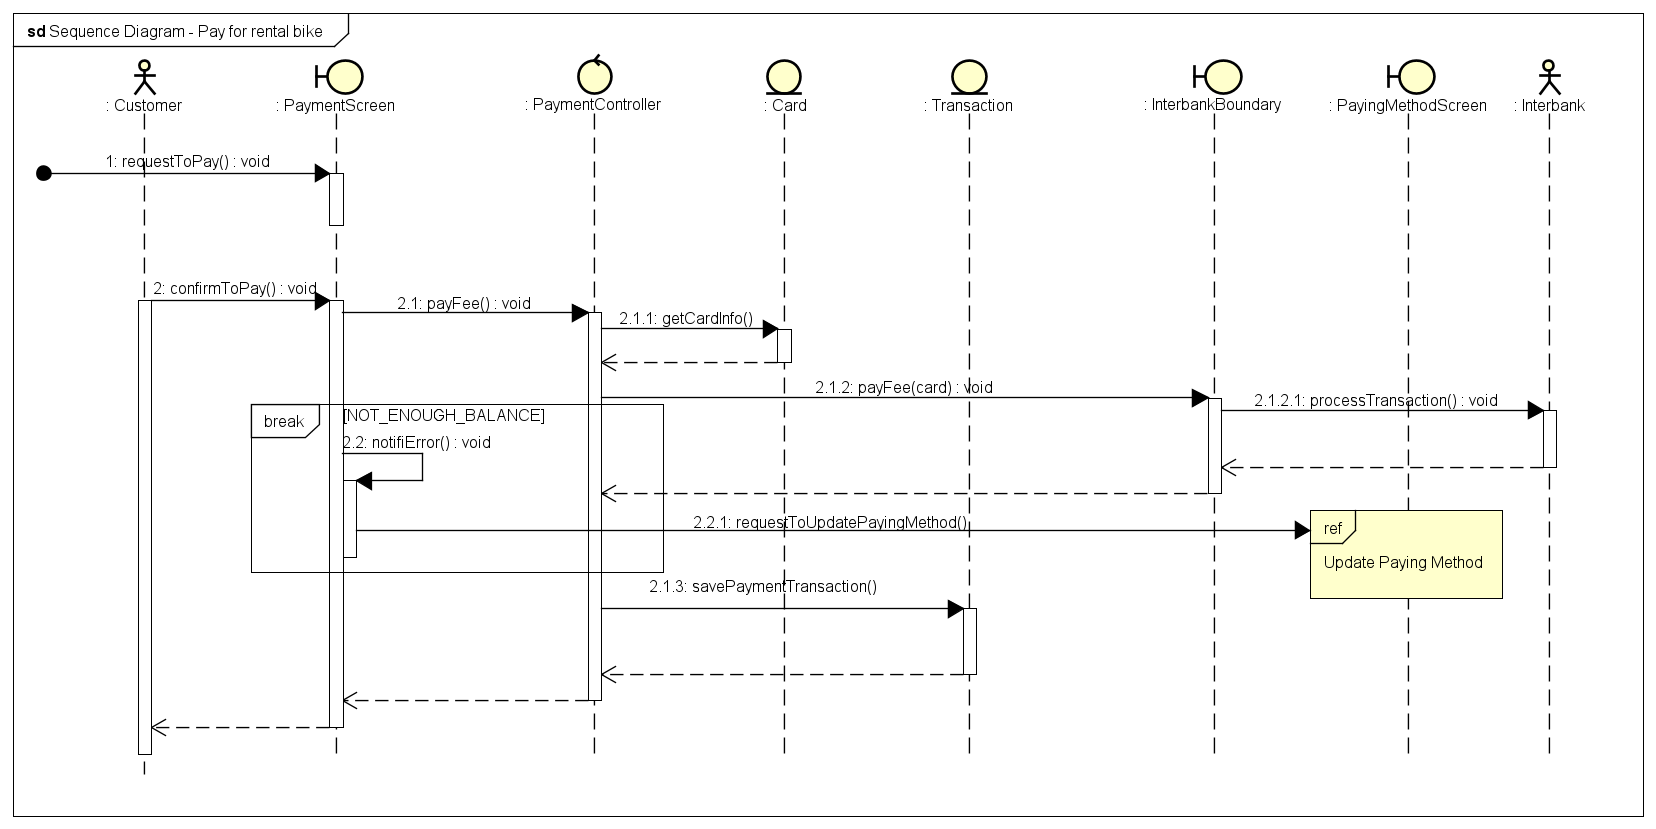 sd Sequence Diagram - Pay for rental bike
: Customer
: PaymentScreen
: PaymentController
: Card
: Transaction
: InterbankBoundary
: PayingMethodScreen
: Interbank
1: requestToPay() : void
2: confirmToPay() : void
2.1: payFee() : void
2.1.1: getCardInfo()
2.1.2: payFee(card) : void
2.1.2.1: processTransaction() : void
break
[NOT_ENOUGH_BALANCE]
2.2: notifiError() : void
2.2.1: requestToUpdatePayingMethod()
ref
Update Paying Method
2.1.3: savePaymentTransaction()